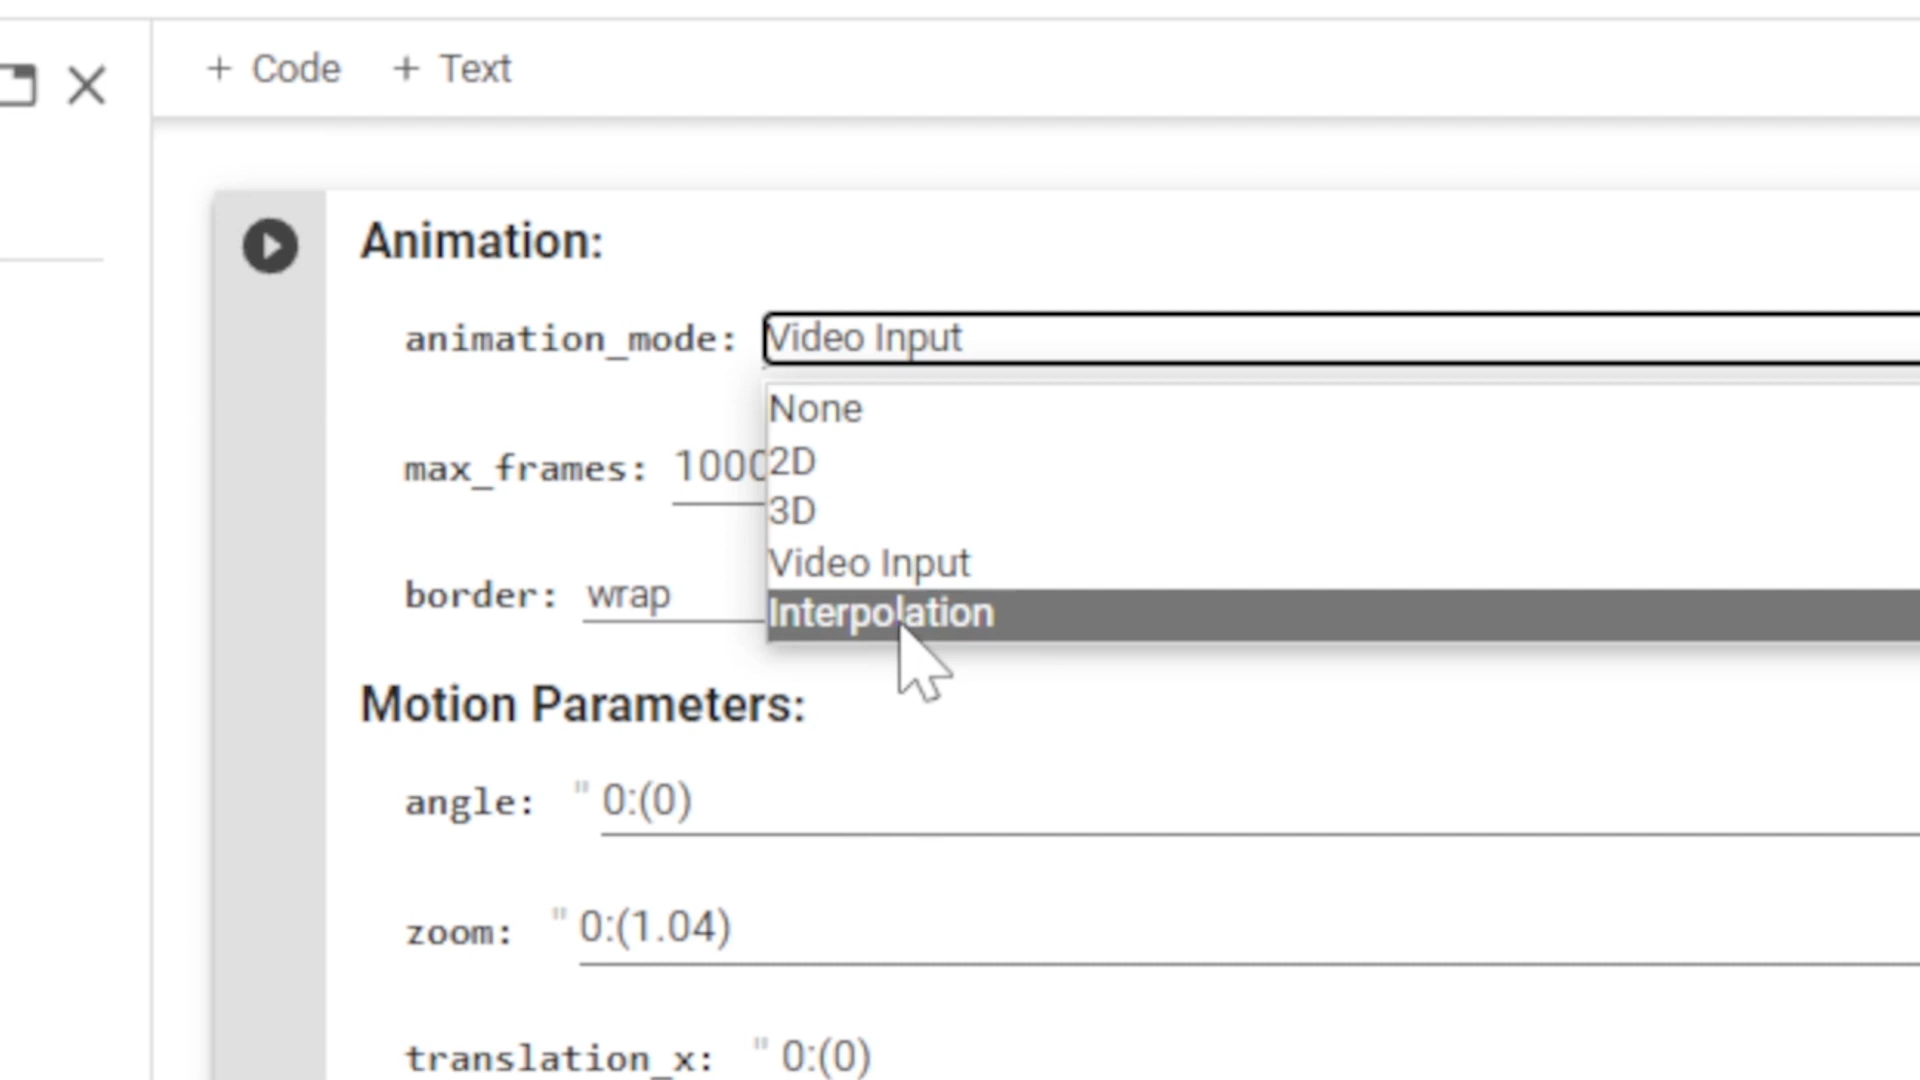 + Code + Text
Animation:
animation_mode: Video Input
None
max_frames: 1000
2D
3D
Video Input
border: wrap
Interpolation
Motion Parameters:
angle: " 0:(0)
zoom: " 0:(1.04)
translation_x: " 0:(0)